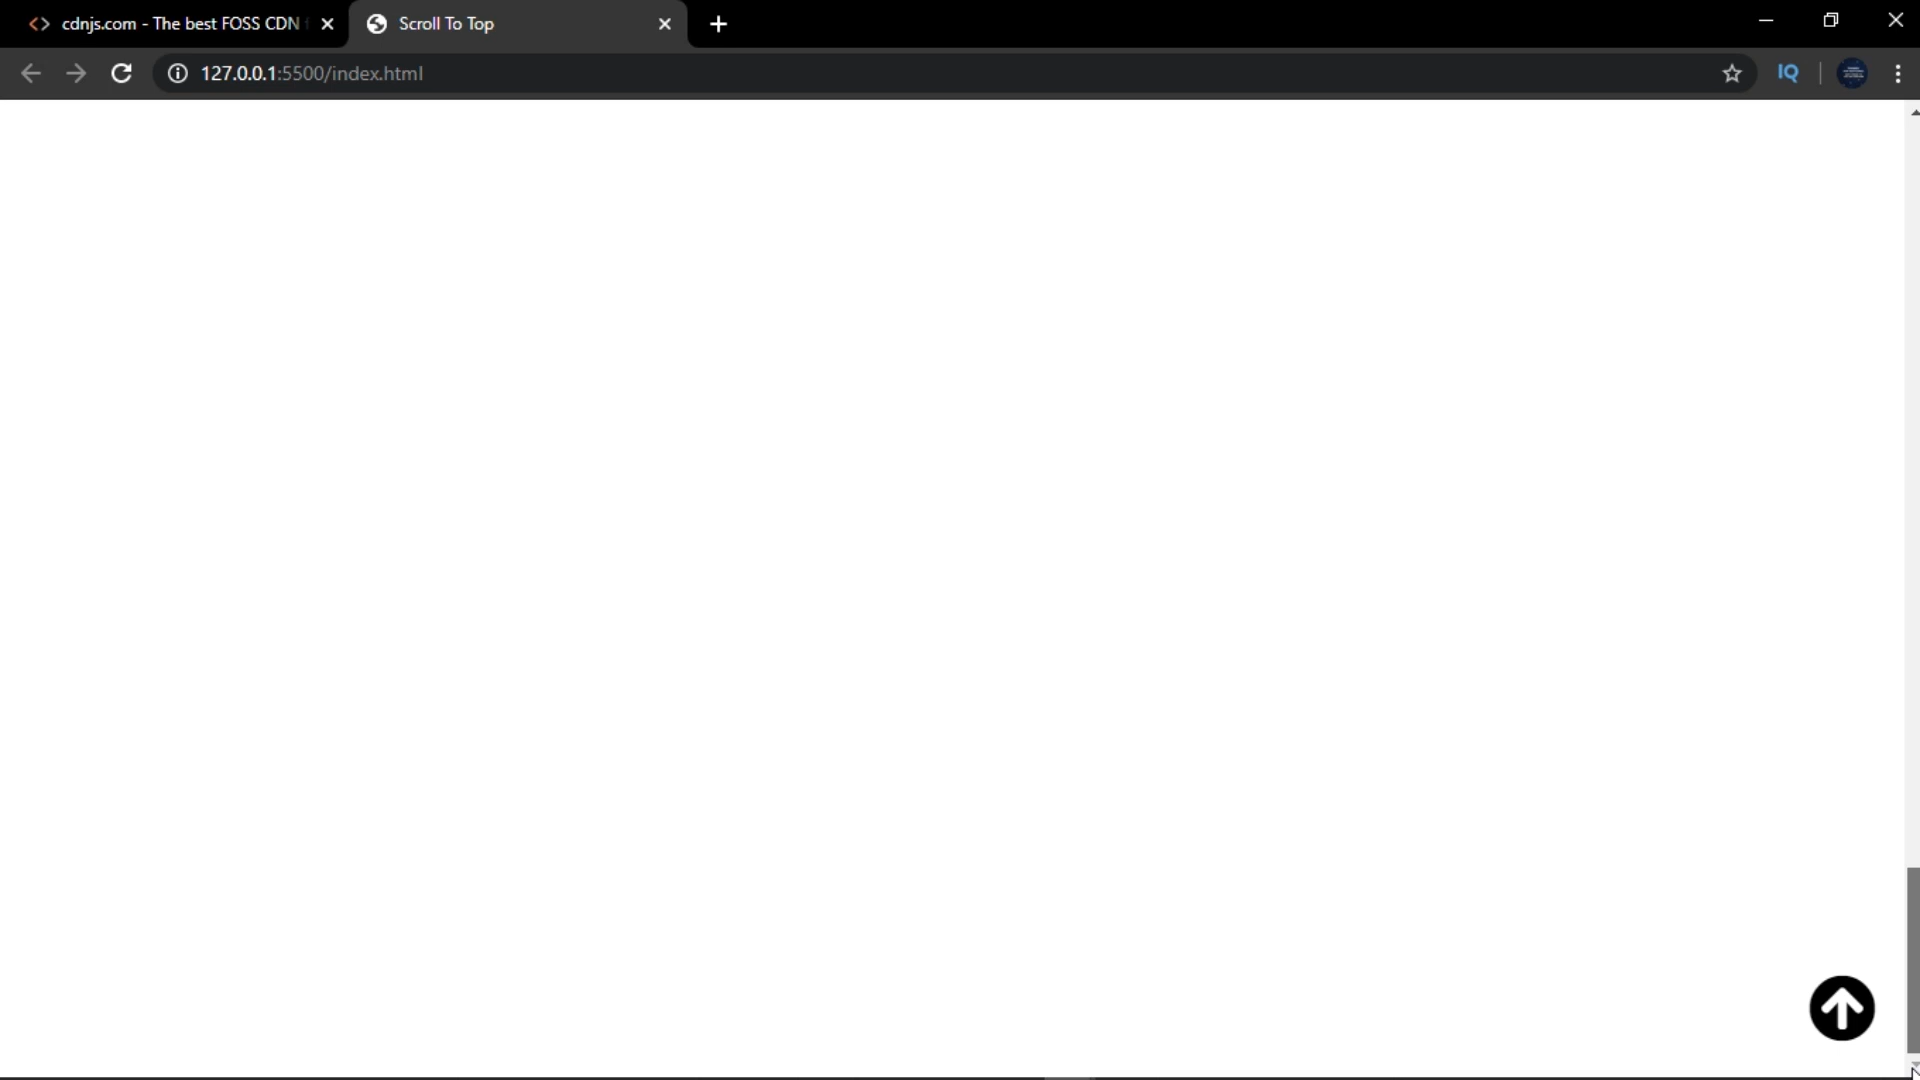 cdnjs.com - The best FOSS CDN
Scroll To Top
127.0.0.1:5500/index.html
IQ